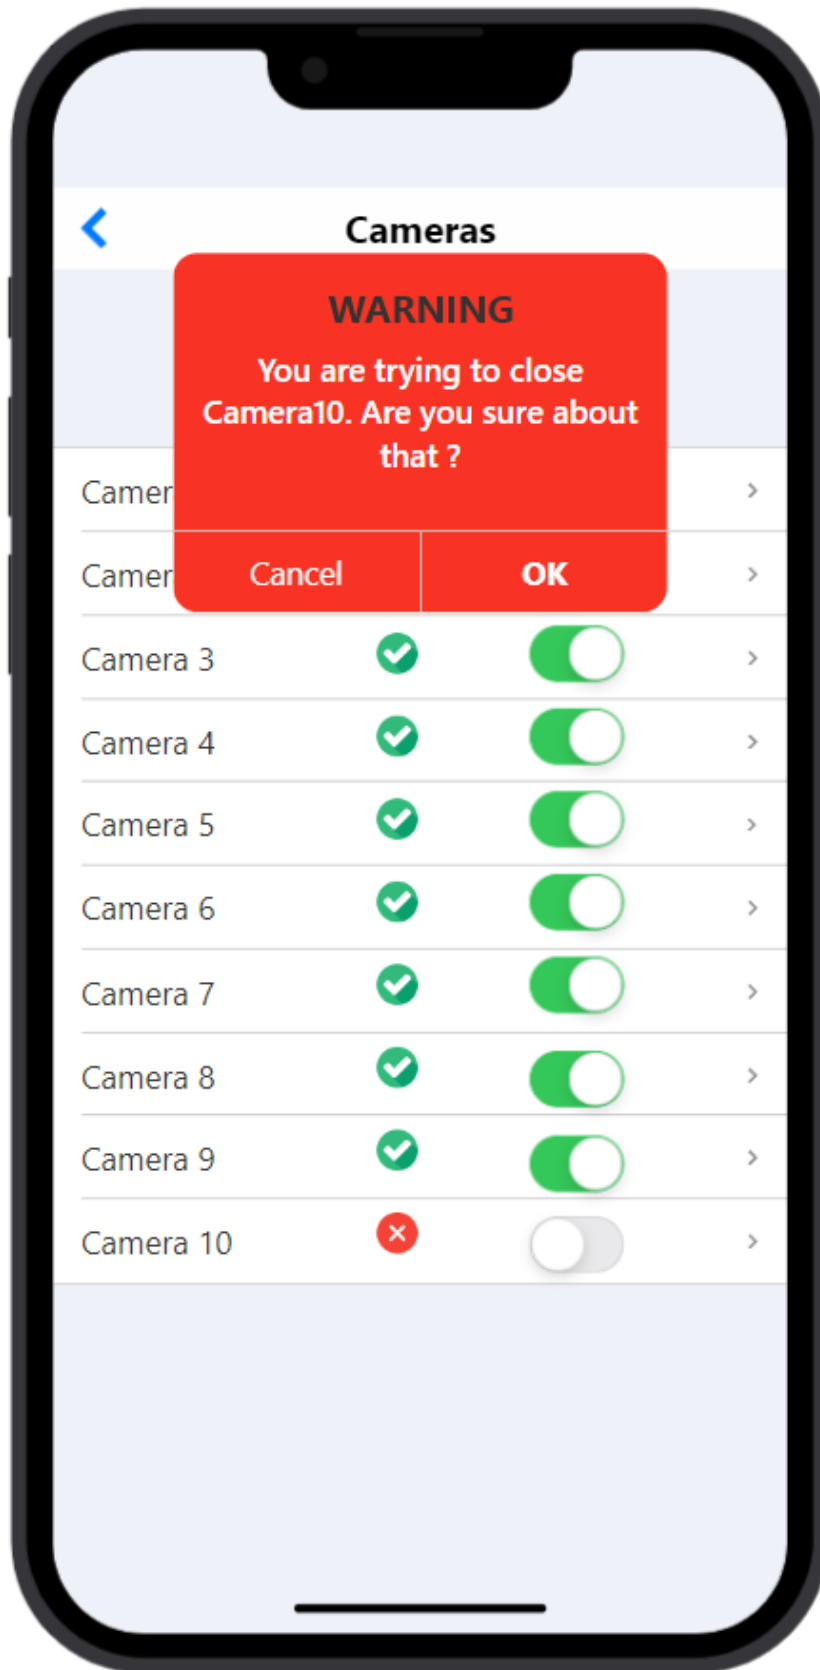 Cameras
WARNING
You are trying to close
Camera10. Are you sure about
that ?
Camer
Camer
Cancel
OK
Camera 3
Camera 4
Camera 5
Camera 6
Camera 7
Camera 8
Camera 9
Camera 10